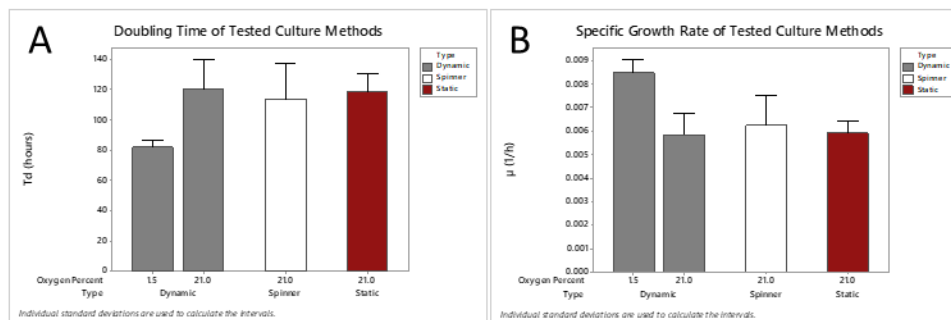 A
Doubling Time of Tested Culture Methods
Type
Dynamic
Spinner
Static
140
120
100
80
60
40
20
0
Td (hours)
Oxygen Percent 1.5 21.0 21.0 21.0
Type Dynamic Spinner Static
Individual standard deviations are used to calculate the intervals.
B
Specific Growth Rate of Tested Culture Methods
Type
Dynamic
Spinner
Static
0.009
0.008
0.007
0.006
0.005
0.004
0.003
0.002
0.001
0.000
µ (1/h)
Oxygen Percent 1.5 21.0 21.0 21.0
Type Dynamic Spinner Static
Individual standard deviations are used to calculate the intervals.